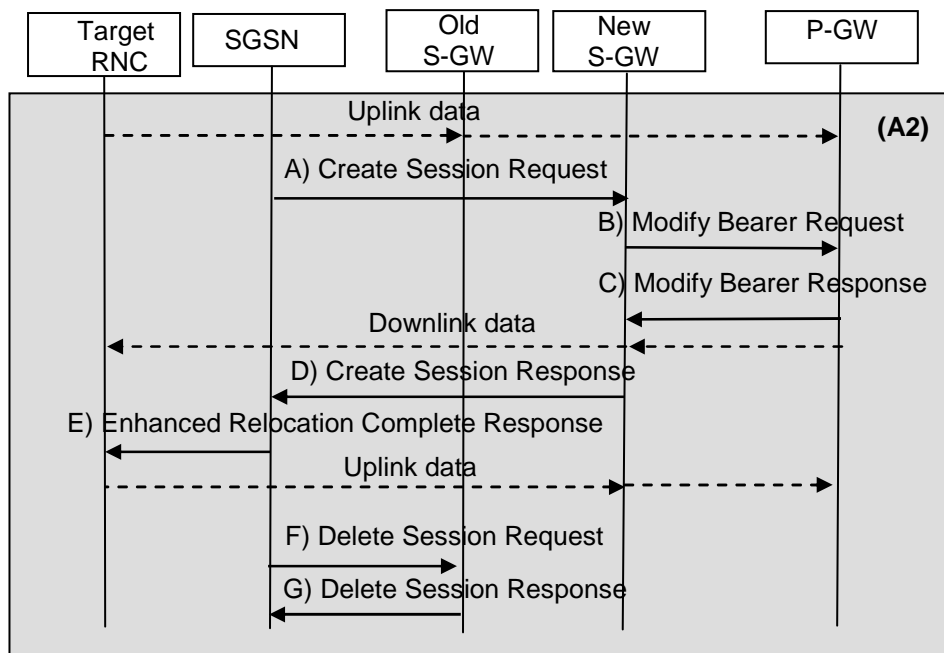 Target
RNC
SGSN
Old
S-GW
New
S-GW
P-GW
(A2)
Uplink data
A) Create Session Request
B) Modify Bearer Request
C) Modify Bearer Response
Downlink data
D) Create Session Response
E) Enhanced Relocation Complete Response
Uplink data
F) Delete Session Request
G) Delete Session Response